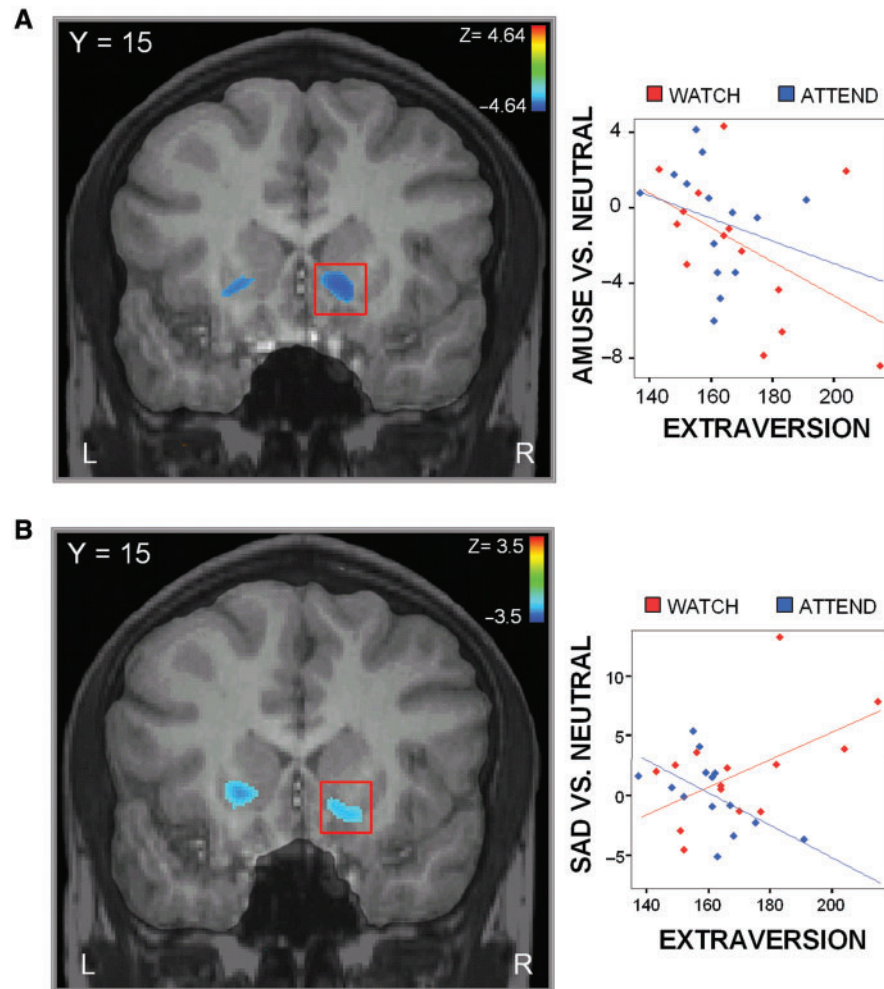 A
Y = 15
Z= 4.64
−4.64
L
R
WATCH ATTEND
AMUSE VS. NEUTRAL
4
0
−4
−8
140 160 180 200
EXTRAVERSION
B
Y = 15
Z= 3.5
−3.5
L
R
WATCH ATTEND
SAD VS. NEUTRAL
10
5
0
−5
140 160 180 200
EXTRAVERSION